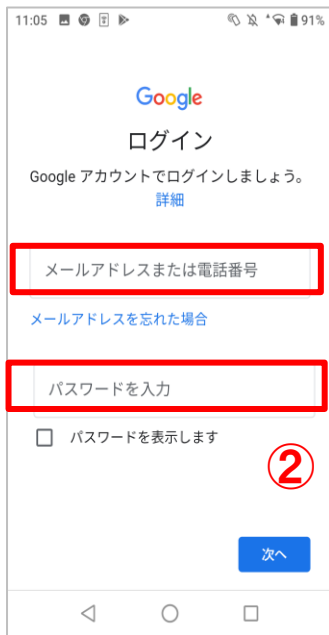 11:05 91%
Google
ログイン
Google アカウントでログインしましょう。
詳細
メールアドレスまたは電話番号
メールアドレスを忘れた場合
パスワードを入力
パスワードを表示します
②
次へ